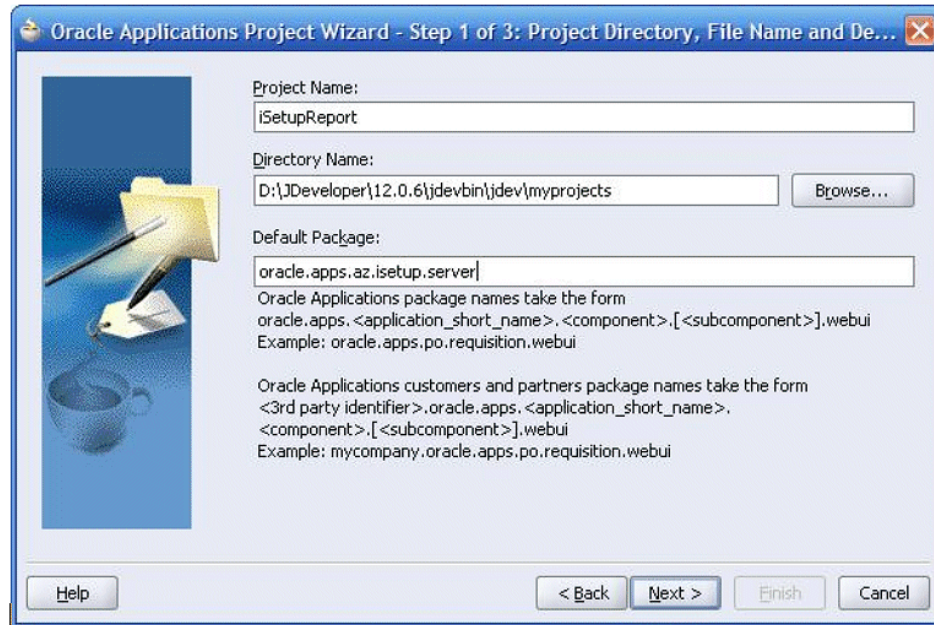 Oracle Applications Project Wizard - Step 1 of 3: Project Directory, File Name and De...
Project Name:
iSetupReport
Directory Name:
D:\JDeveloper\12.0.6\jdevbin\jdev\myprojects
Browse...
Default Package:
oracle.apps.az.isetup.server
Oracle Applications package names take the form
oracle.apps.<application_short_name>.<component>.[<subcomponent>].webui
Example: oracle.apps.po.requisition.webui
Oracle Applications customers and partners package names take the form
<3rd party identifier>.oracle.apps.<application_short_name>.
<component>.[<subcomponent>].webui
Example: mycompany.oracle.apps.po.requisition.webui
Help
< Back
Next >
Finish
Cancel